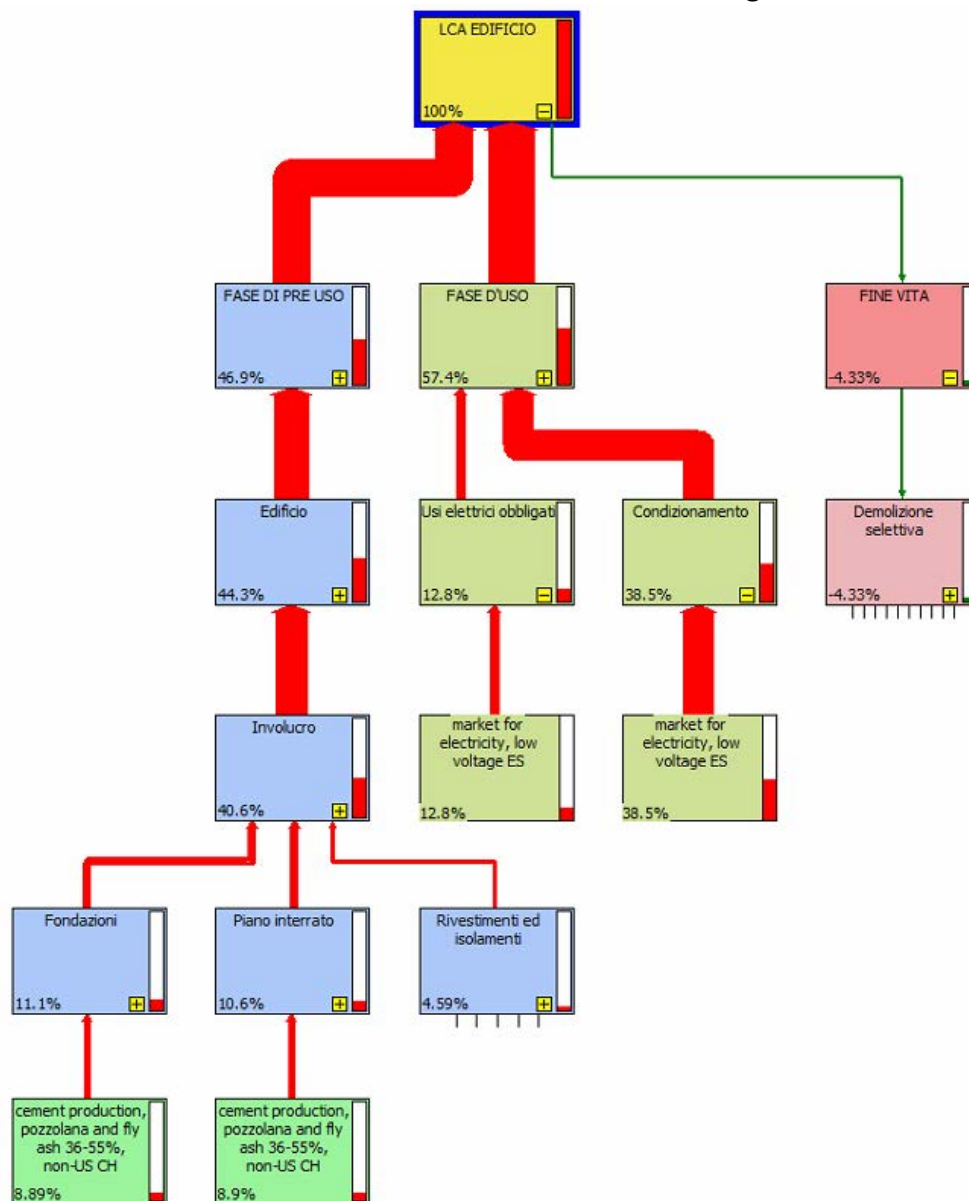 LCA EDIFICIO
100%
FASE DI PRE USO
46.9%
FASE D'USO
57.4%
FINE VITA
-4.33%
Edificio
44.3%
Usi elettrici obbligati
12.8%
Condizionamento
38.5%
Demolizione
selettiva
-4.33%
Involucro
40.6%
market for
electricity, low
voltage ES
12.8%
market for
electricity, low
voltage ES
38.5%
Fondazioni
11.1%
Piano interrato
10.6%
Rivestimenti ed
isolamenti
4.59%
cement production,
pozzolana and fly
ash 36-55%,
non-US CH
8.89%
cement production,
pozzolana and fly
ash 36-55%,
non-US CH
8.9%